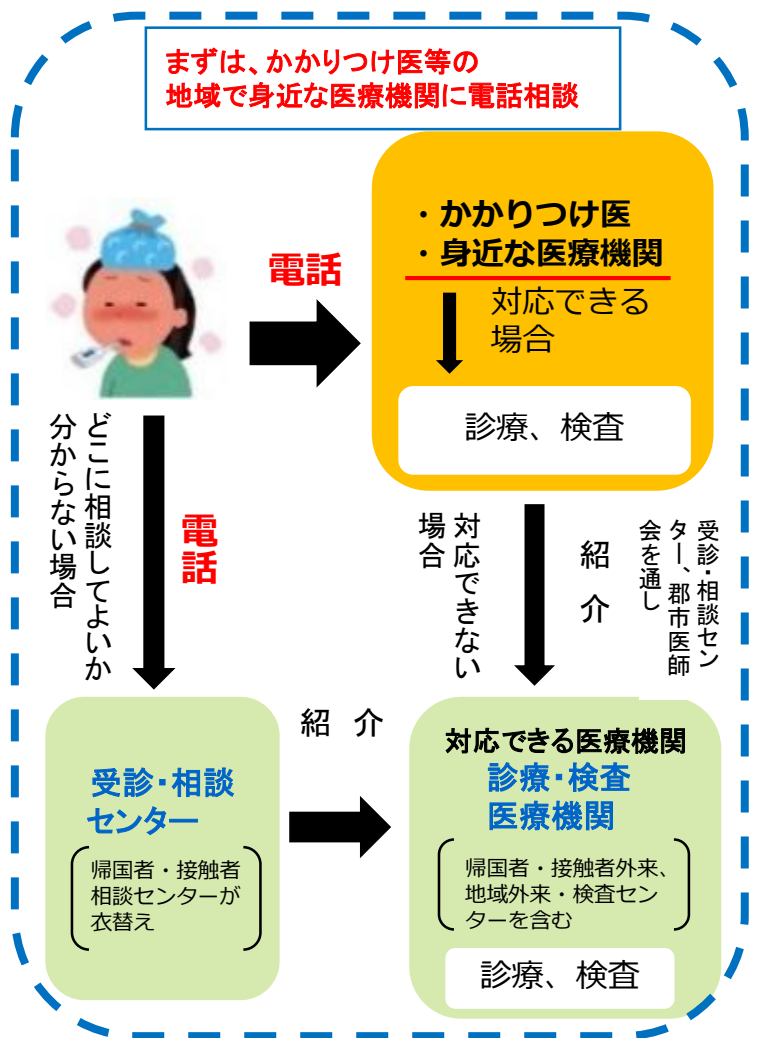 まずは、かかりつけ医等の
地域で身近な医療機関に電話相談
・かかりつけ医
・身近な医療機関
電話
対応できる
場合
診療、検査
どこに相談してよいか
分からない場合
電話
対応できない
場合
紹介
受診・相談セン
ター、郡市医師
会を通し
受診・相談
センター
帰国者・接触者
相談センターが
衣替え
紹 介
対応できる医療機関
診療・検査
医療機関
帰国者・接触者外来、
地域外来・検査セン
ターを含む
診療、検査